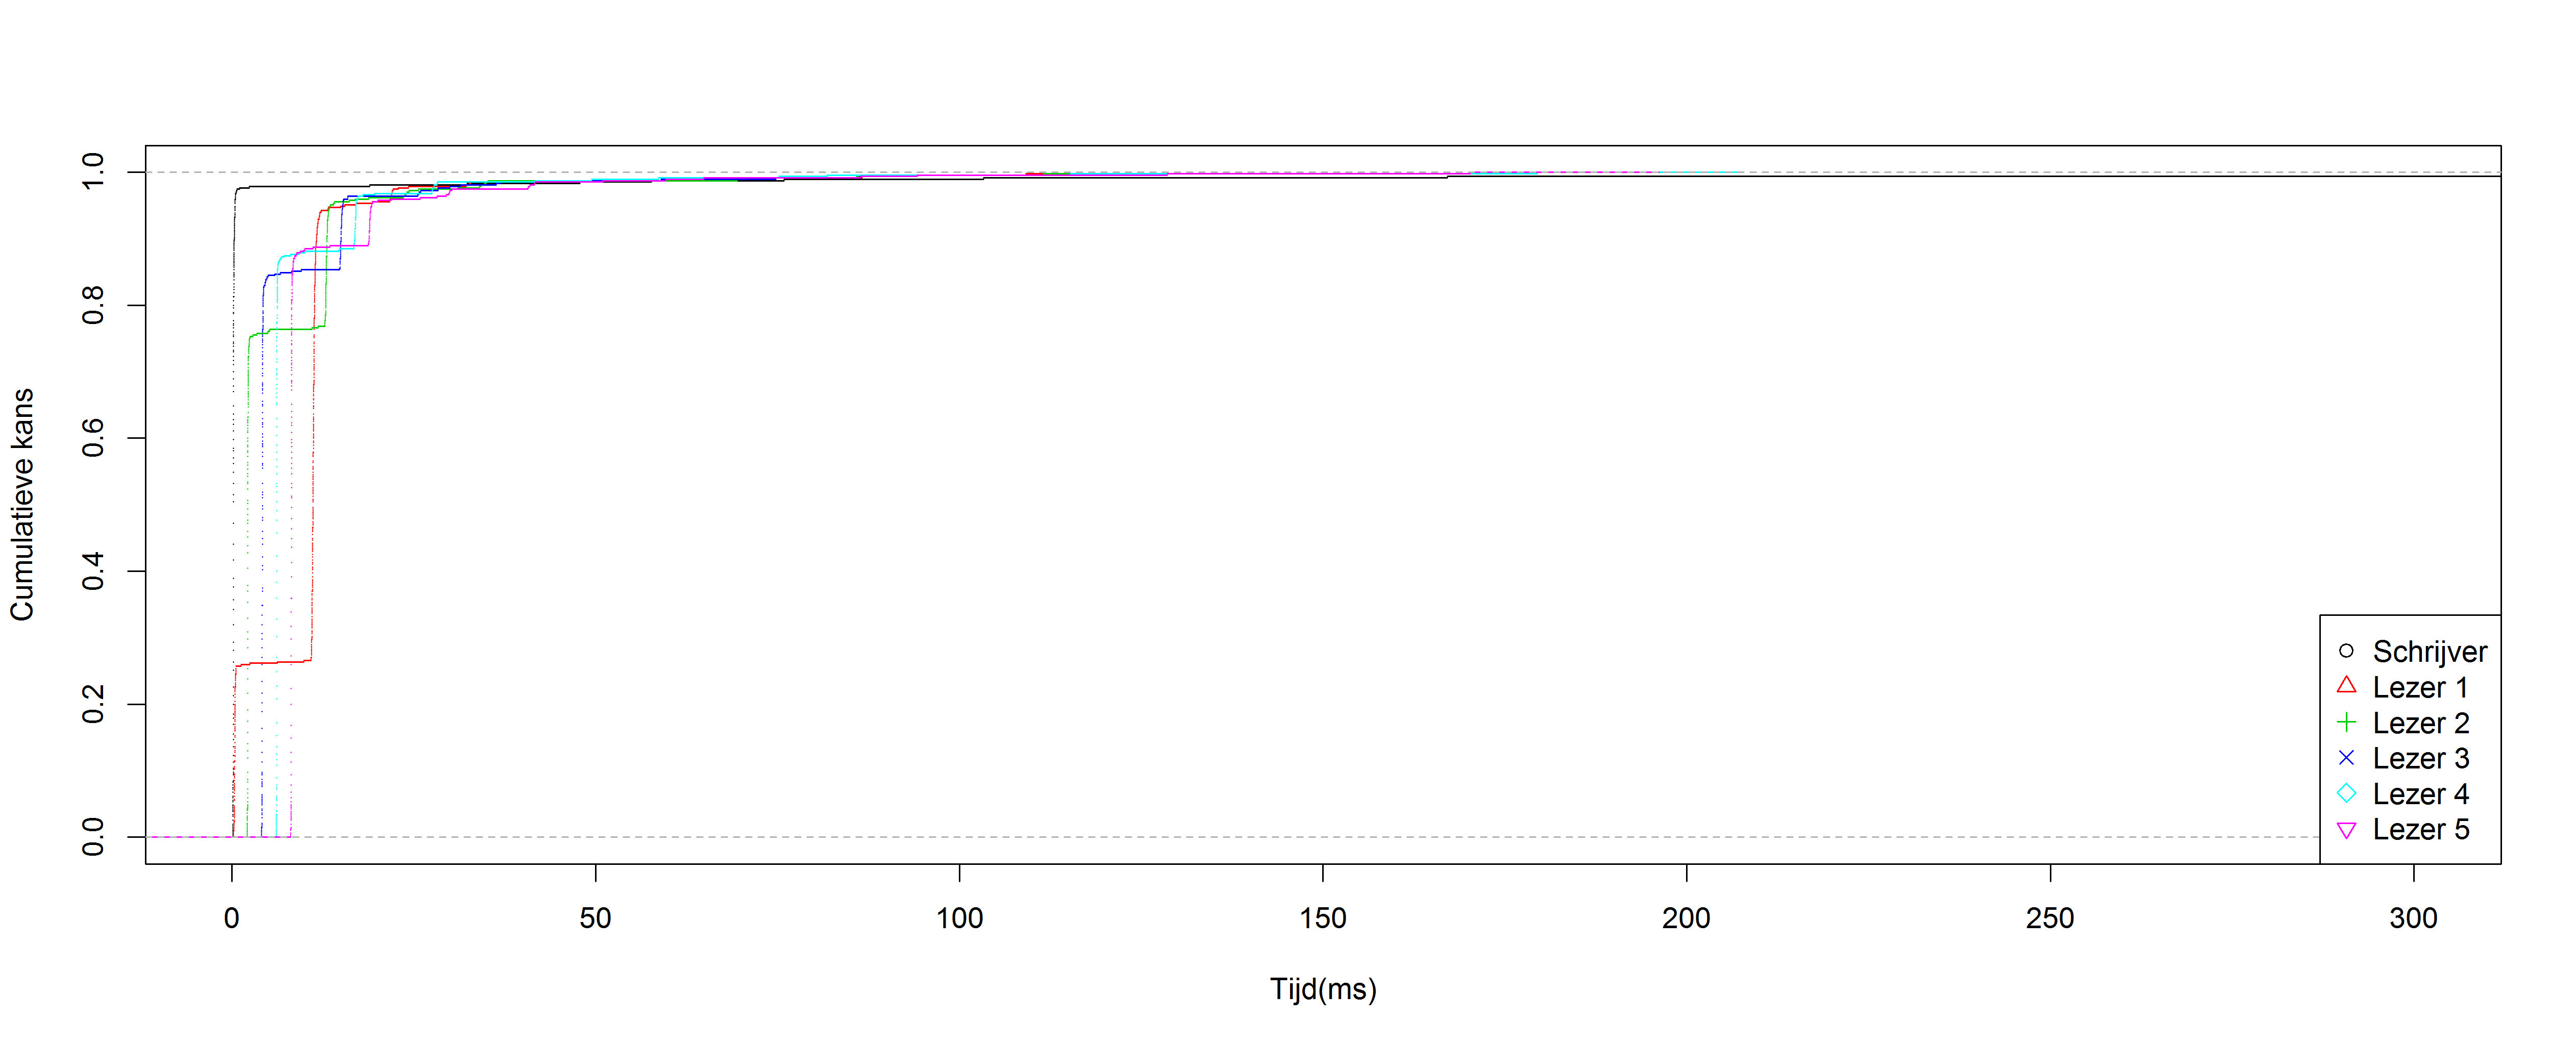 Cumulatieve kans
1.0
0.8
0.6
0.4
0.2
0.0
0 50 100 150 200 250 300
Tijd(ms)
Schrijver
Lezer 1
Lezer 2
Lezer 3
Lezer 4
Lezer 5